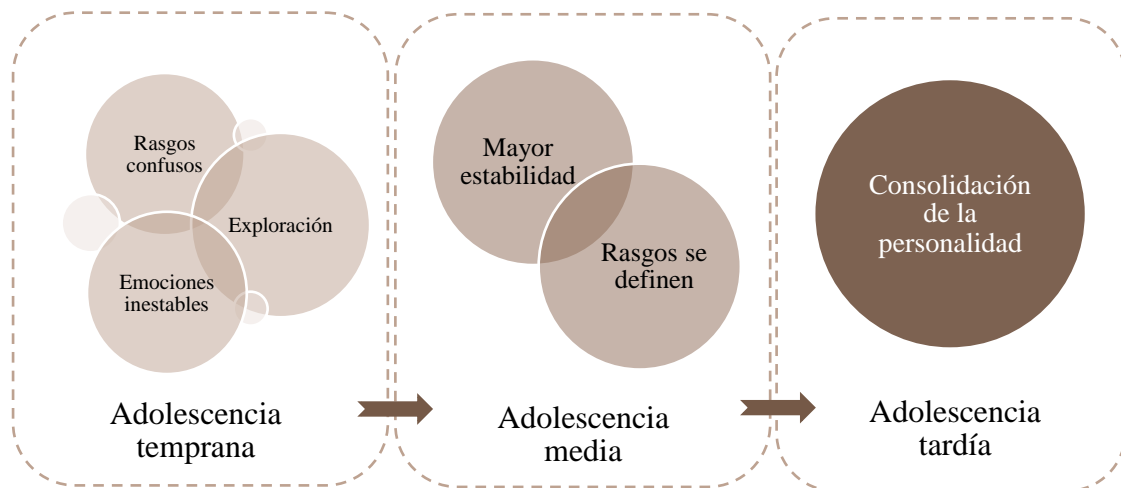 Rasgos
confusos
Exploración
Emociones
inestables
Adolescencia
temprana
Mayor
estabilidad
Rasgos se
definen
Adolescencia
media
Consolidación
de la
personalidad
Adolescencia
tardía